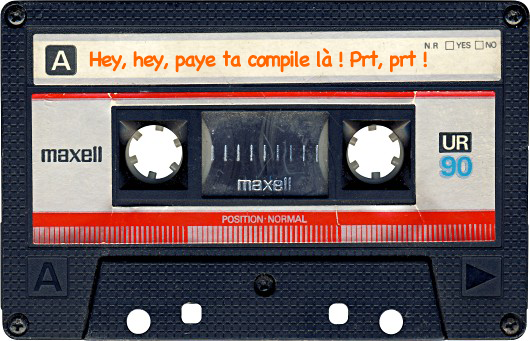 N.R YES NO
A Hey, hey, paye ta compile là ! Prt, prt !
maxell
UR
90
maxell
POSITION·NORMAL
A